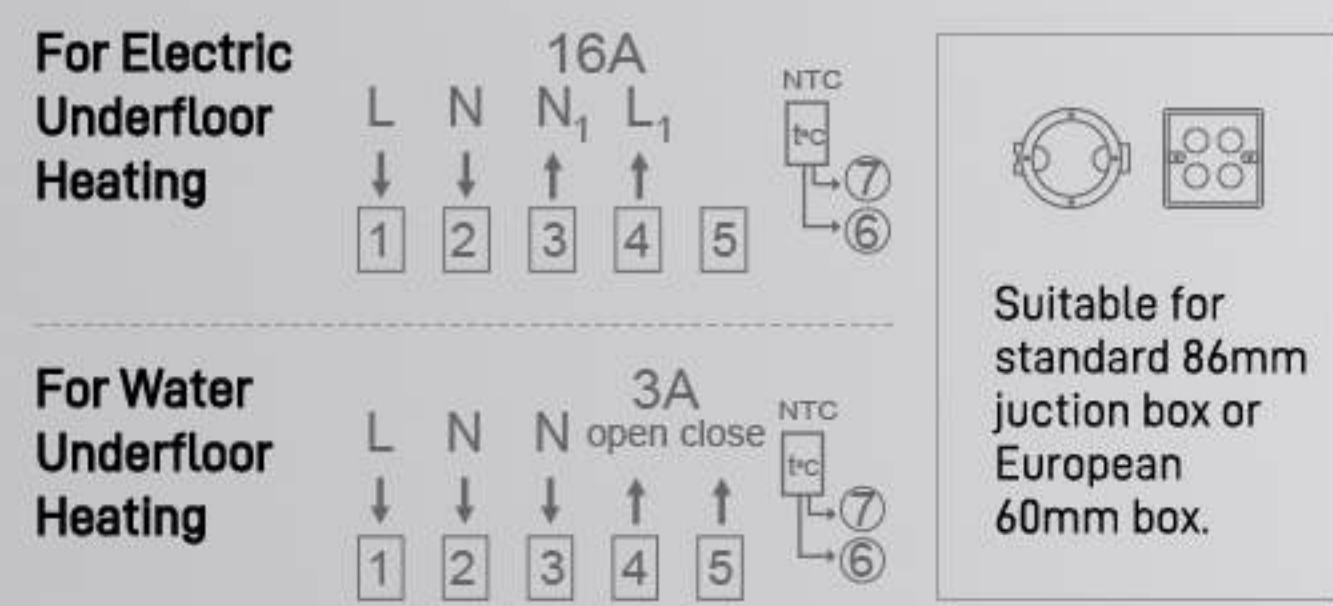 For Electric
Underfloor
Heating
16A
L N N₁ L₁
1 2 3 4 5
NTC
t°C
7
6
For Water
Underfloor
Heating
3A
L N N open close
1 2 3 4 5
NTC
t°C
7
6
Suitable for
standard 86mm
juction box or
European
60mm box.